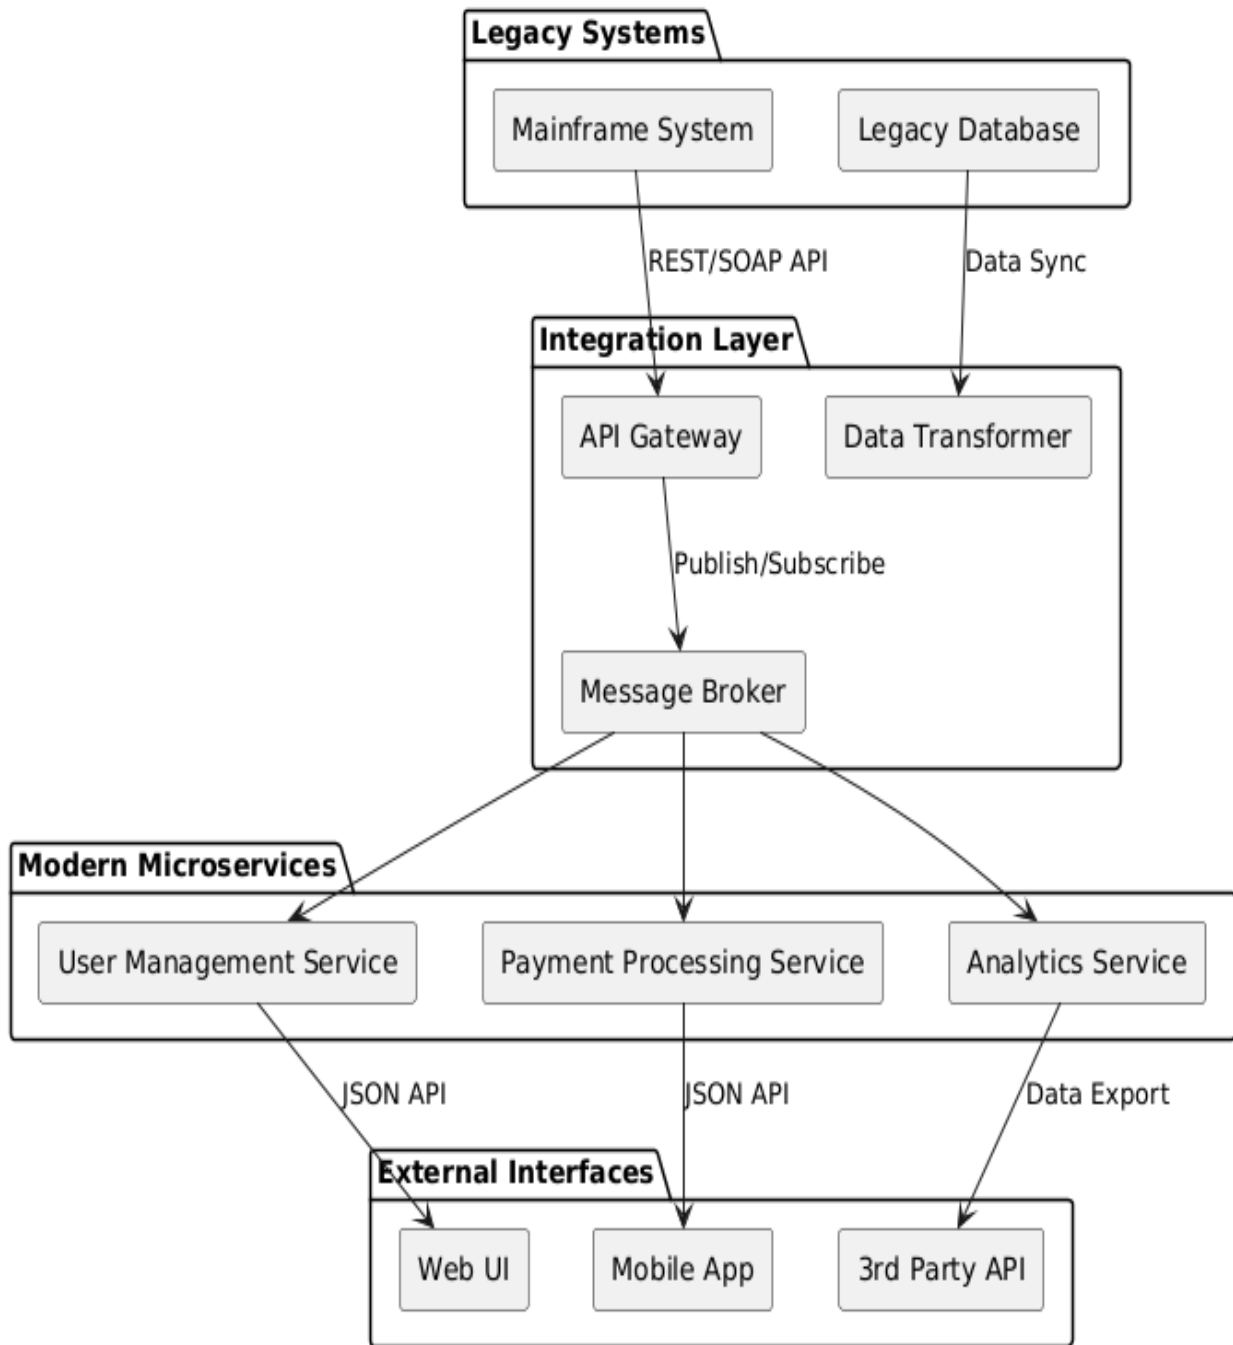 Legacy Systems
Mainframe System
Legacy Database
REST/SOAP API
Data Sync
Integration Layer
API Gateway
Data Transformer
Publish/Subscribe
Message Broker
Modern Microservices
User Management Service
Payment Processing Service
Analytics Service
JSON API
JSON API
Data Export
External Interfaces
Web UI
Mobile App
3rd Party API